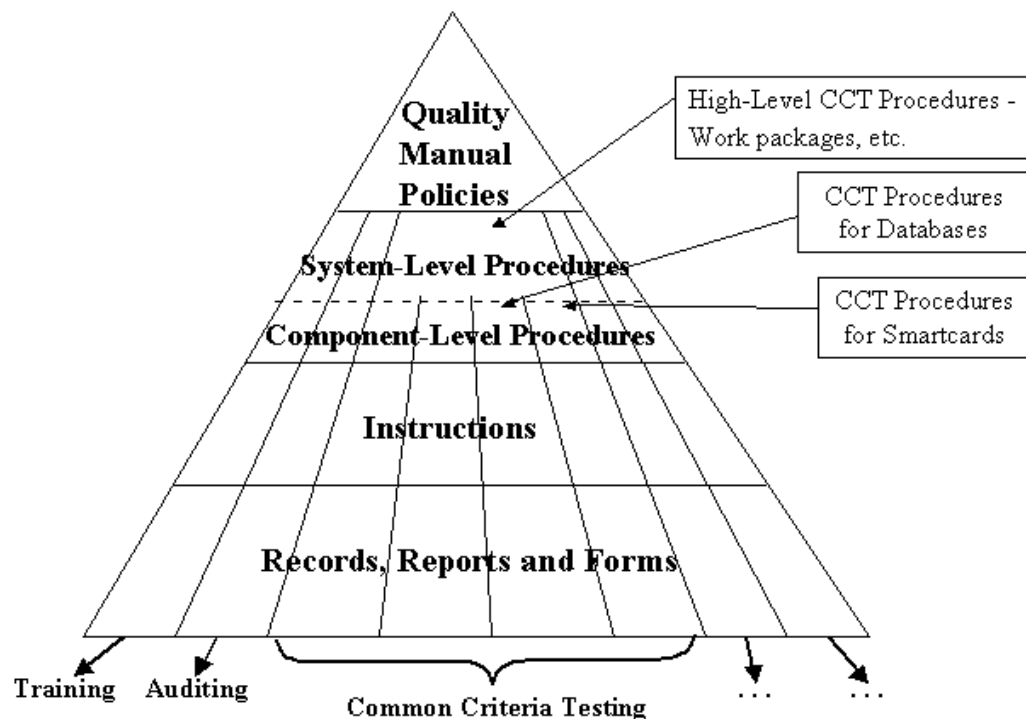 Quality
Manual
Policies
High-Level CCT Procedures -
Work packages, etc.
CCT Procedures
for Databases
System-Level Procedures
CCT Procedures
for Smartcards
Component-Level Procedures
Instructions
Records, Reports and Forms
Training
Auditing
Common Criteria Testing
. . .
. . .